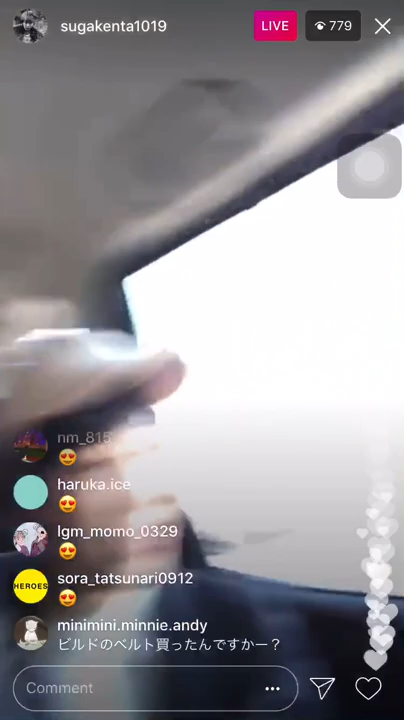 sugakenta1019
LIVE
779
nm_815
haruka.ice
lgm_momo_0329
HEROES
sora_tatsunari0912
minimini.minnie.andy
ビルドのベルト買ったんですかー？
Comment